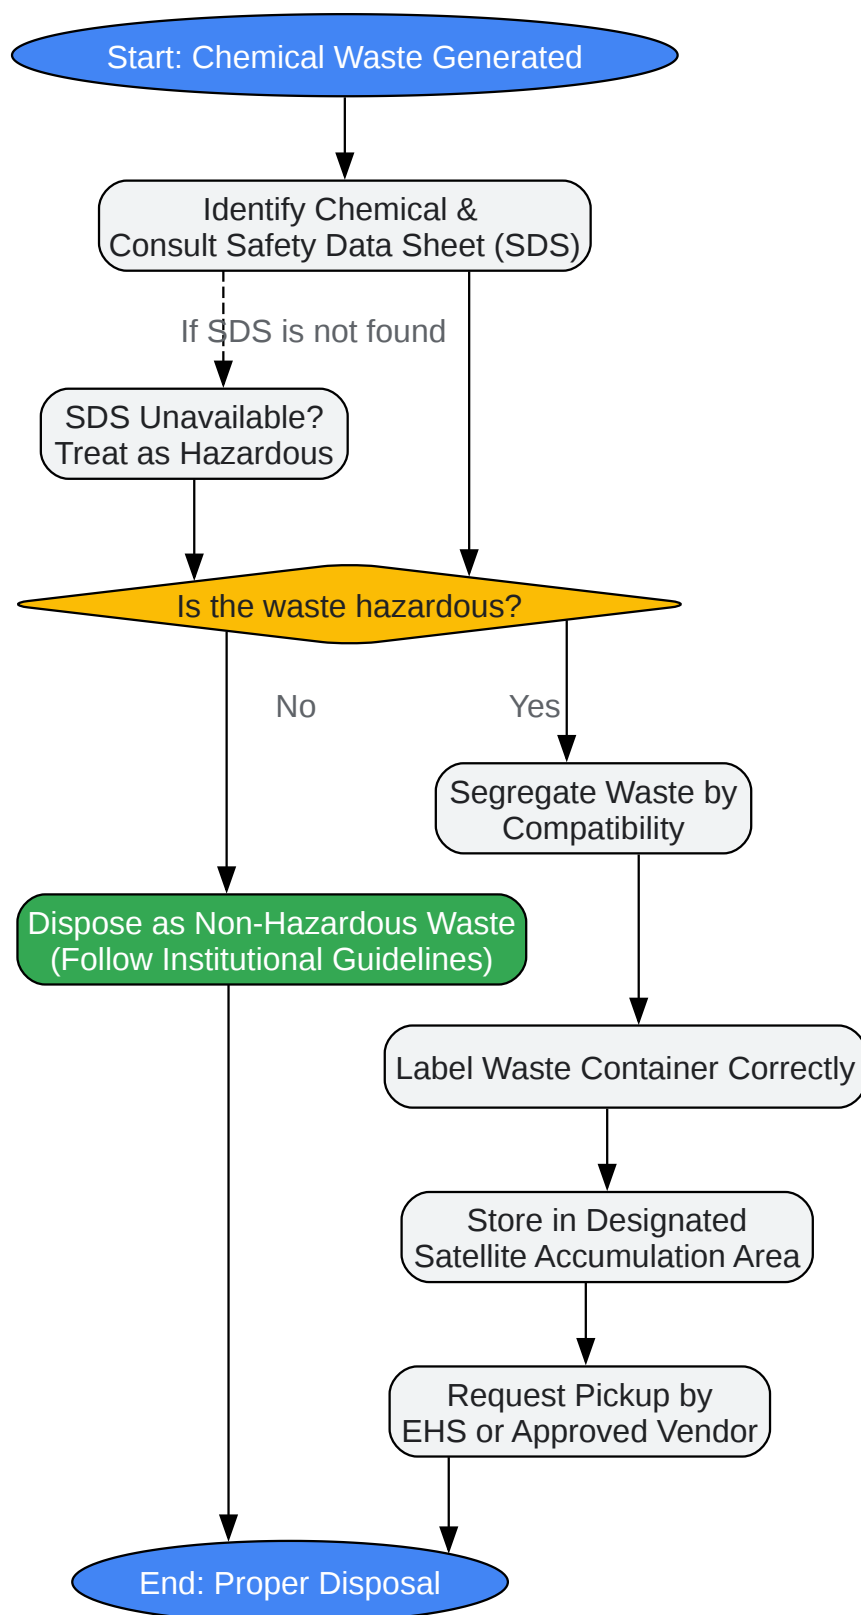 Start: Chemical Waste Generated
Identify Chemical &
Consult Safety Data Sheet (SDS)
If SDS is not found
SDS Unavailable?
Treat as Hazardous
Is the waste hazardous?
No
Yes
Segregate Waste by
Compatibility
Dispose as Non-Hazardous Waste
(Follow Institutional Guidelines)
Label Waste Container Correctly
Store in Designated
Satellite Accumulation Area
Request Pickup by
EHS or Approved Vendor
End: Proper Disposal